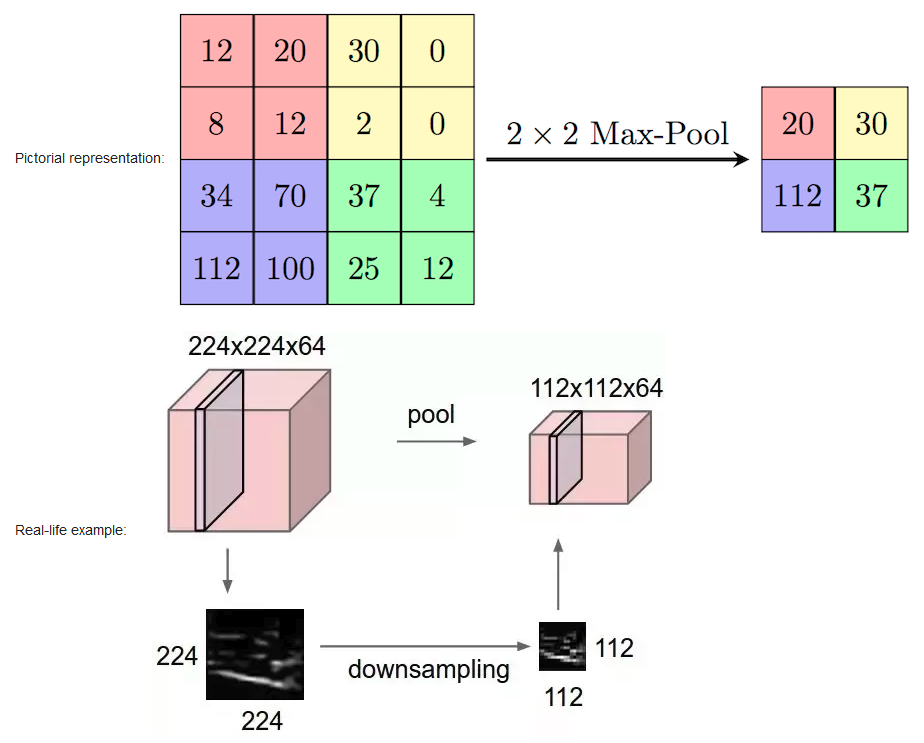 12 20 30 0
8 12 2 0
34 70 37 4
112 100 25 12
Pictorial representation:
2 × 2 Max-Pool
20 30
112 37
224x224x64
pool
112x112x64
Real-life example:
224
224
downsampling
112
112